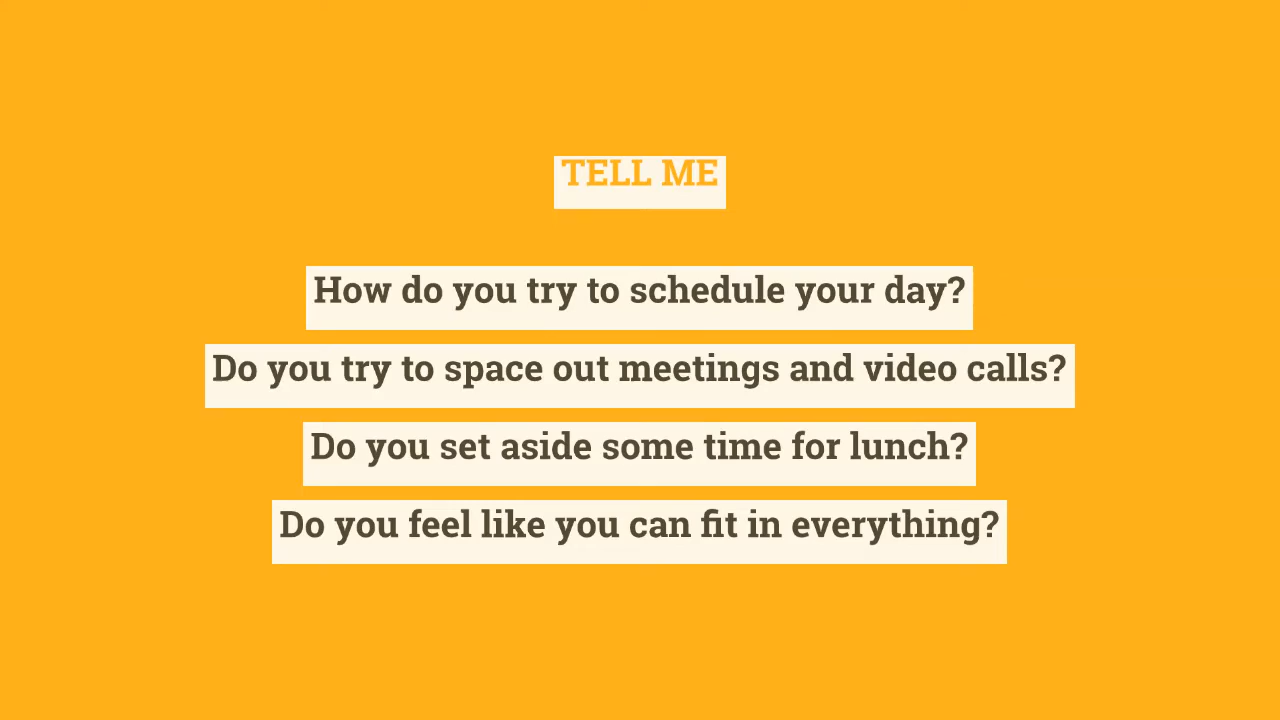 TELL ME
How do you try to schedule your day?
Do you try to space out meetings and video calls?
Do you set aside some time for lunch?
Do you feel like you can fit in everything?